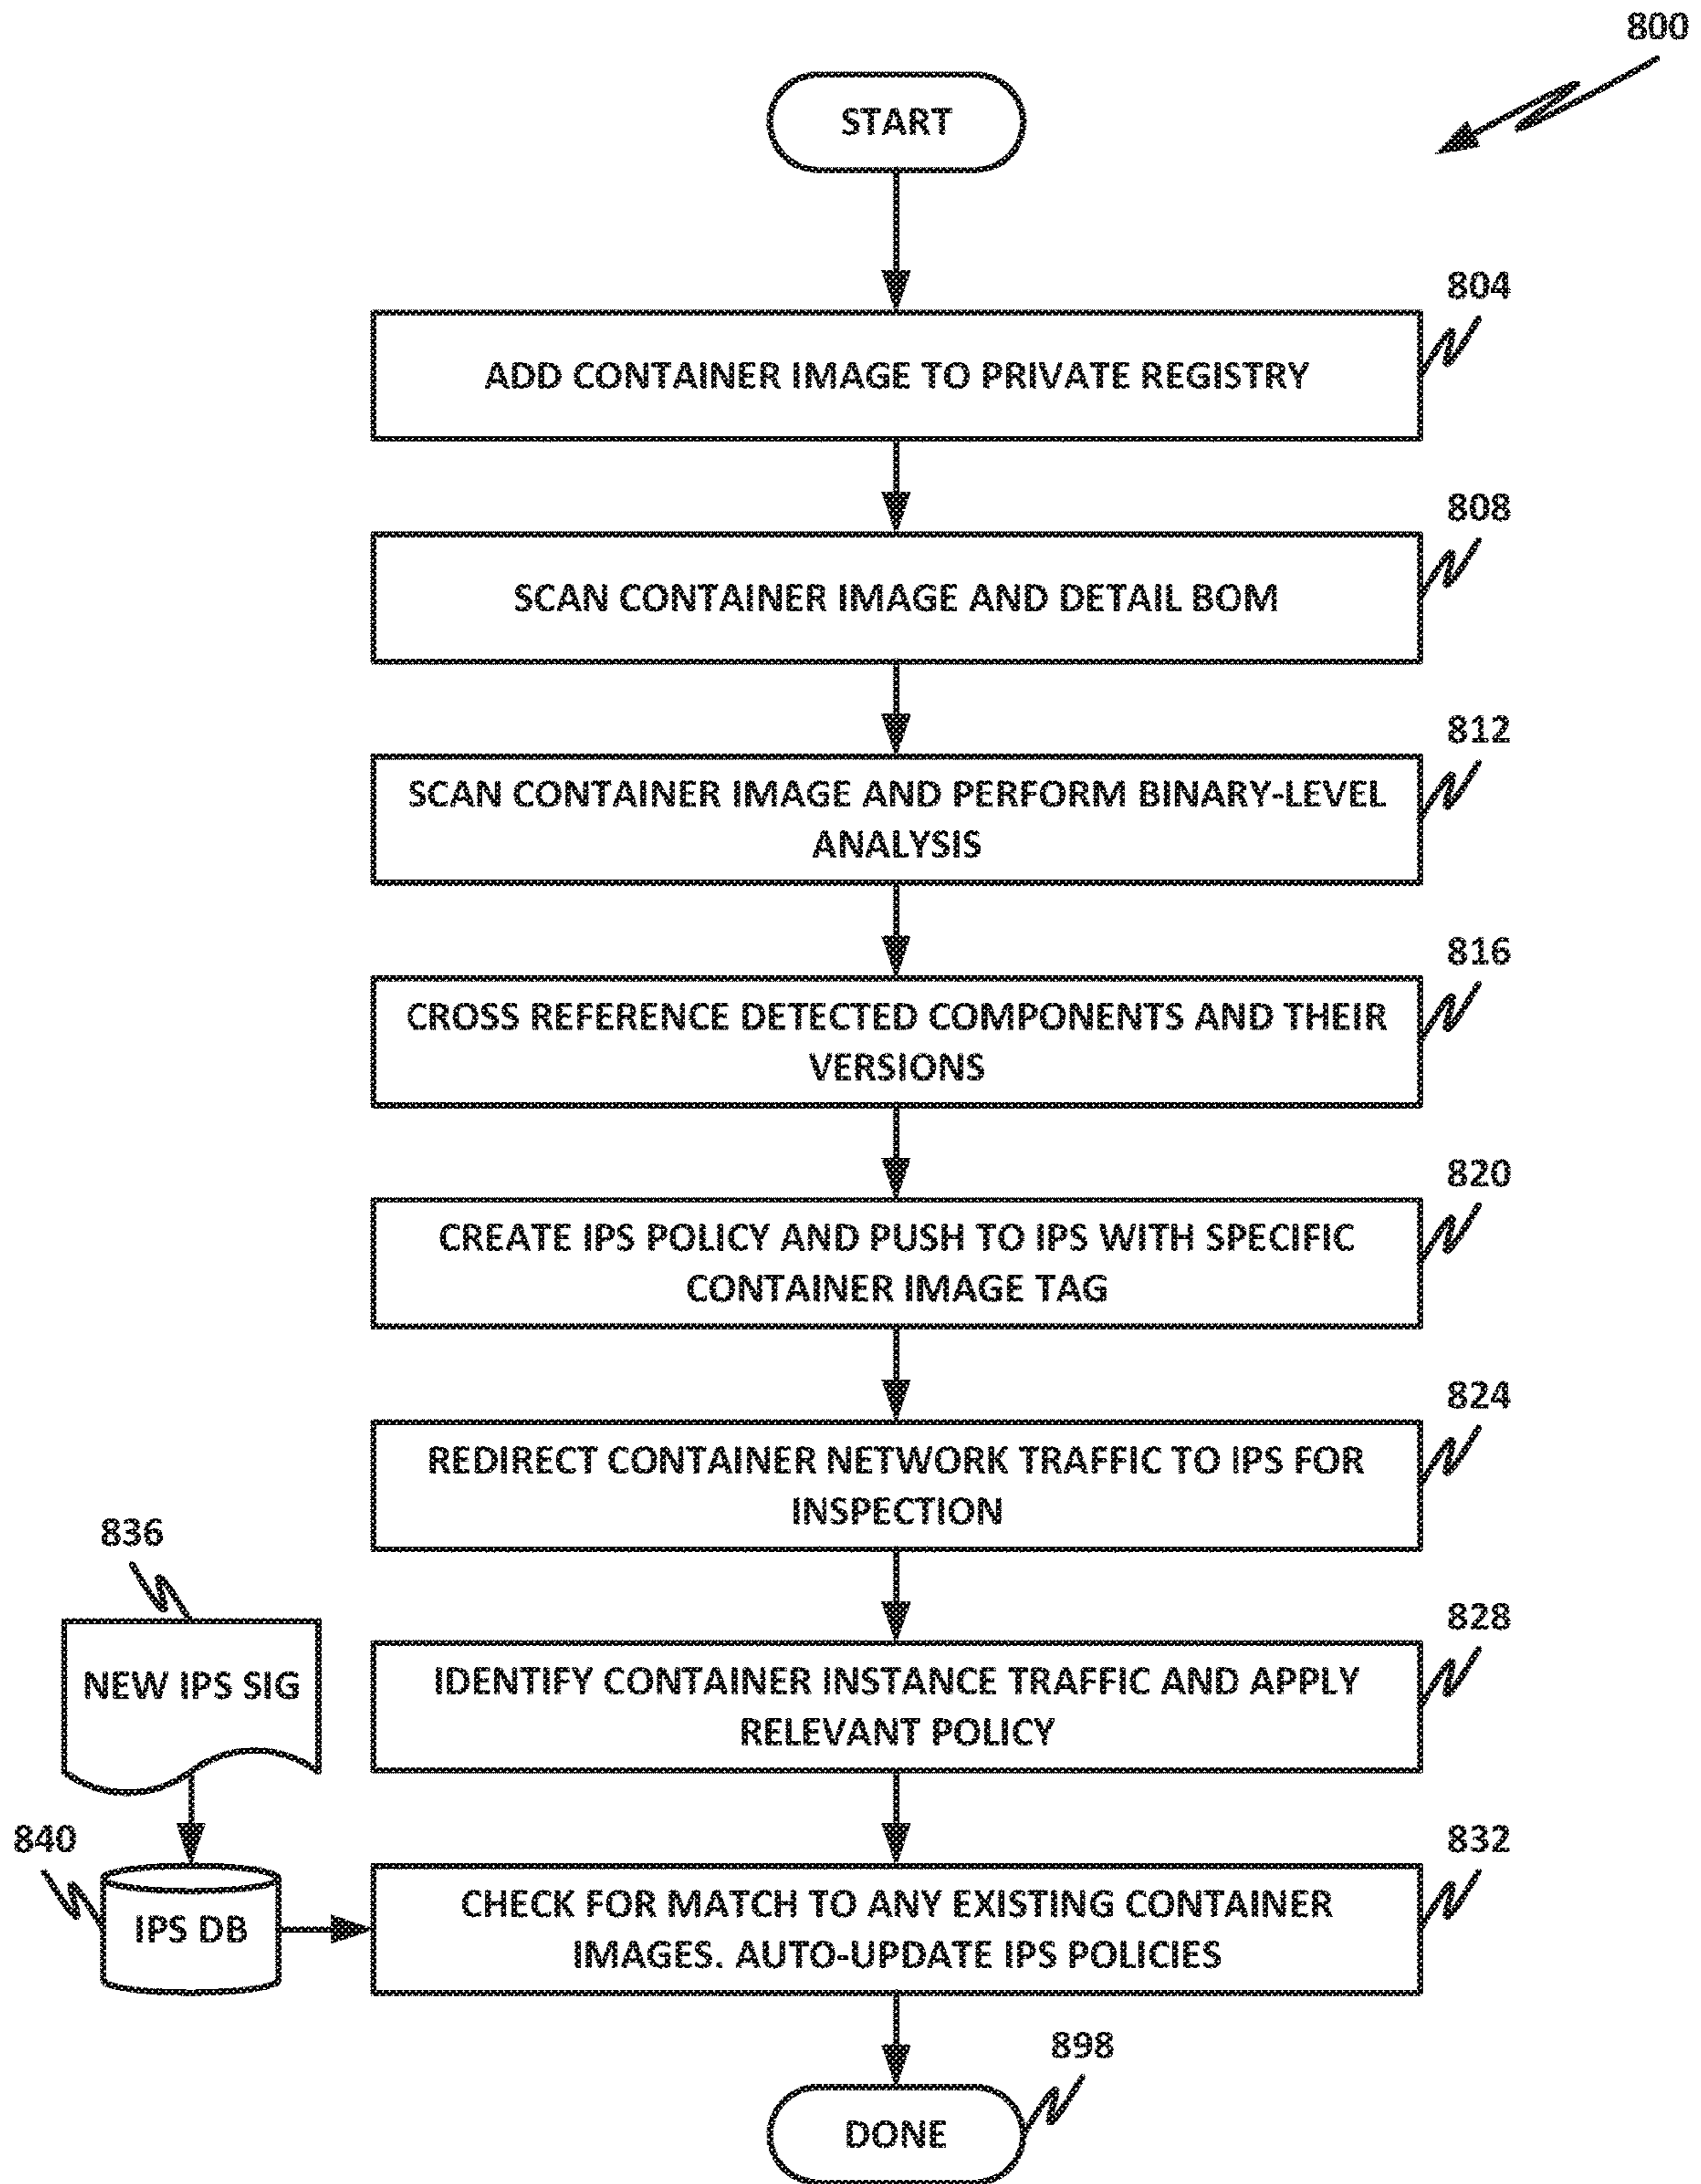 800
START
804
ADD CONTAINER IMAGE TO PRIVATE REGISTRY
808
SCAN CONTAINER IMAGE AND DETAIL BOM
812
SCAN CONTAINER IMAGE AND PERFORM BINARY-LEVEL
ANALYSIS
816
CROSS REFERENCE DETECTED COMPONENTS AND THEIR
VERSIONS
820
CREATE IPS POLICY AND PUSH TO IPS WITH SPECIFIC
CONTAINER IMAGE TAG
824
REDIRECT CONTAINER NETWORK TRAFFIC TO IPS FOR
INSPECTION
836
NEW IPS SIG
828
IDENTIFY CONTAINER INSTANCE TRAFFIC AND APPLY
RELEVANT POLICY
840
IPS DB
832
CHECK FOR MATCH TO ANY EXISTING CONTAINER
IMAGES. AUTO-UPDATE IPS POLICIES
898
DONE